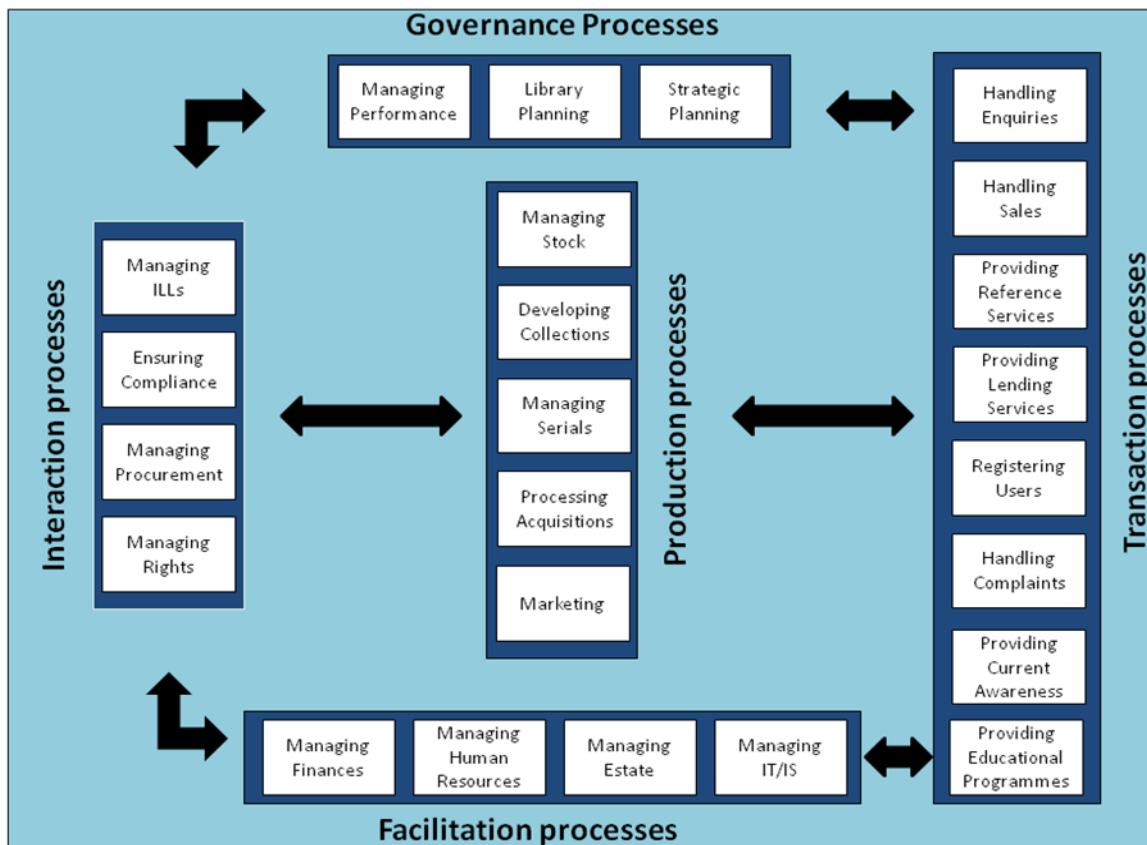 Governance Processes
Managing
Performance
Library
Planning
Strategic
Planning
Interaction processes
Managing
ILLs
Ensuring
Compliance
Managing
Procurement
Managing
Rights
Managing
Stock
Developing
Collections
Managing
Serials
Processing
Acquisitions
Marketing
Production processes
Handling
Enquiries
Handling
Sales
Providing
Reference
Services
Providing
Lending
Services
Registering
Users
Handling
Complaints
Providing
Current
Awareness
Providing
Educational
Programmes
Transaction processes
Managing
Finances
Managing
Human
Resources
Managing
Estate
Managing
IT/IS
Facilitation processes